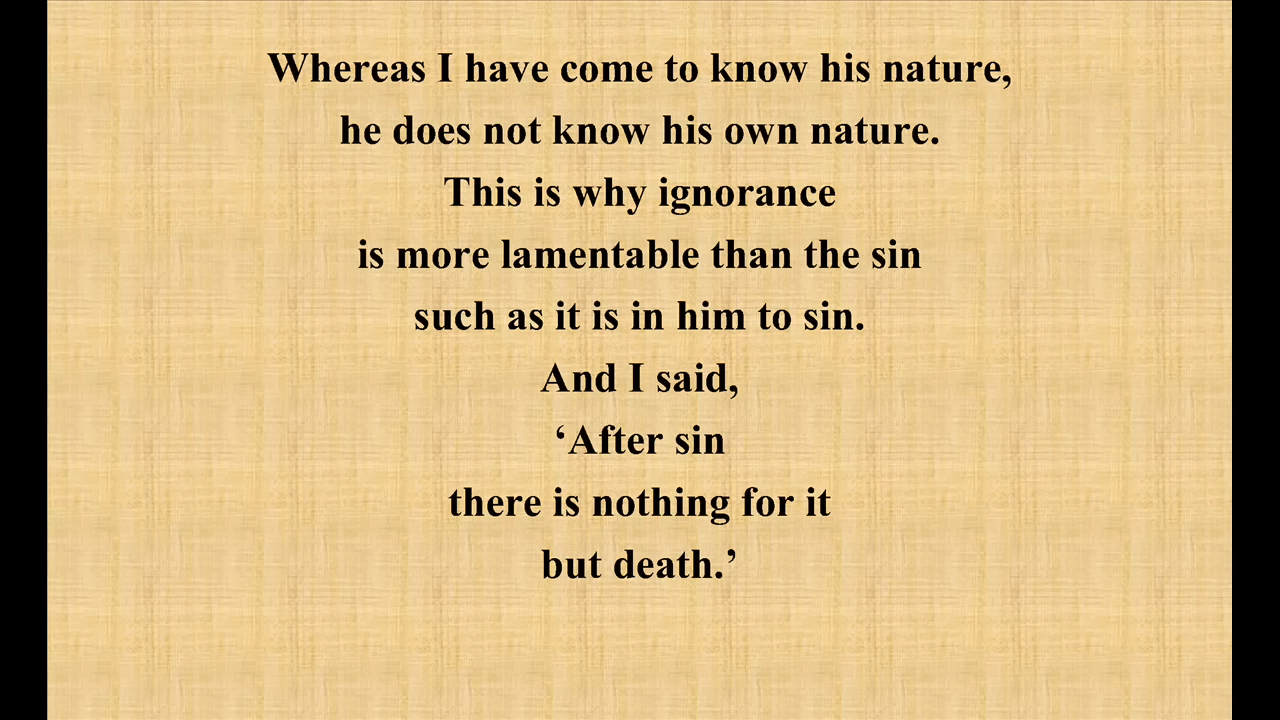 Whereas I have come to know his nature,
he does not know his own nature.
This is why ignorance
is more lamentable than the sin
such as it is in him to sin.
And I said,
‘After sin
there is nothing for it
but death.’